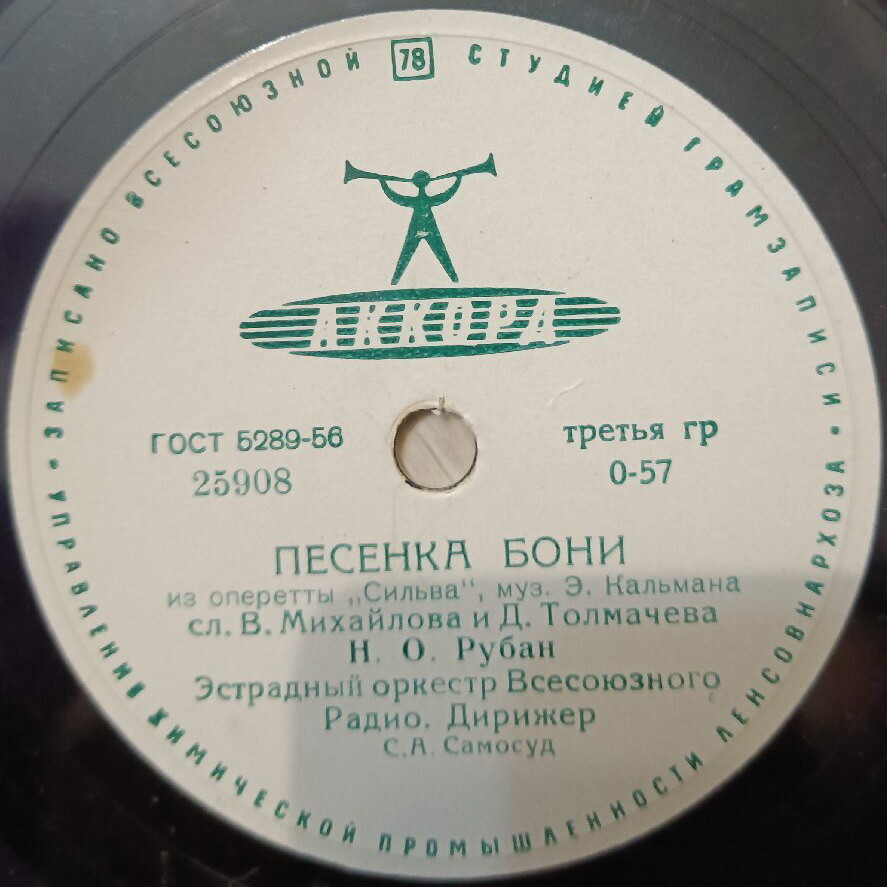 ЗАПИСАНО ВСЕСОЮЗНОЙ 78 СТУДИЕЙ ГРАМЗАПИСИ
АККОРД
ГОСТ 5289-56
25908
третья гр
0-57
ПЕСЕНКА БОНИ
из оперетты „Сильва“, муз. Э. Кальмана
сл. В. Михайлова и Д. Толмачева
Н. О. Рубан
Эстрадный оркестр Всесоюзного
Радио. Дирижер
С.А. Самосуд
УПРАВЛЕНИЯ ХИМИЧЕСКОЙ ПРОМЫШЛЕННОСТИ ЛЕНСОВНАРХОЗА